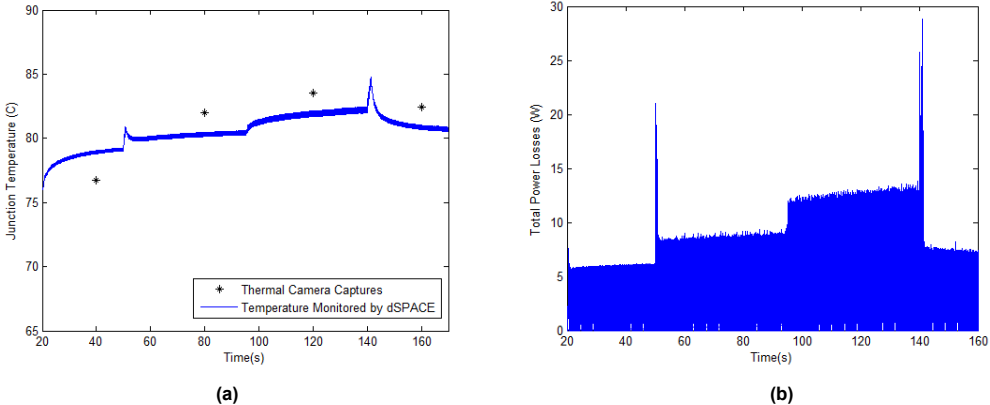 90
85
80
75
70
65
Junction Temperature (C)
Thermal Camera Captures
Temperature Monitored by dSPACE
20 40 60 80 100 120 140 160
Time(s)
(a)
30
25
20
15
10
5
0
Total Power Losses (W)
20 40 60 80 100 120 140 160
Time(s)
(b)